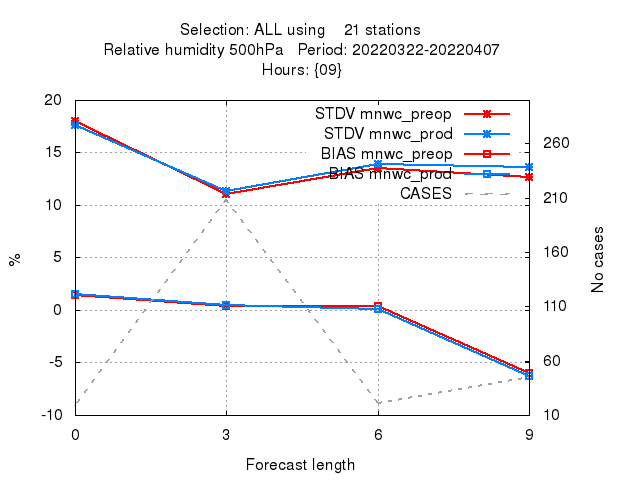 Selection: ALL using 21 stations
Relative humidity 500hPa Period: 20220322-20220407
Hours: {09}
STDV mnwc_preop
STDV mnwc_prod
BIAS mnwc_preop
BIAS mnwc_prod
CASES
20
15
10
5
0
-5
-10
%
260
210
160
110
60
10
No cases
0 3 6 9
Forecast length